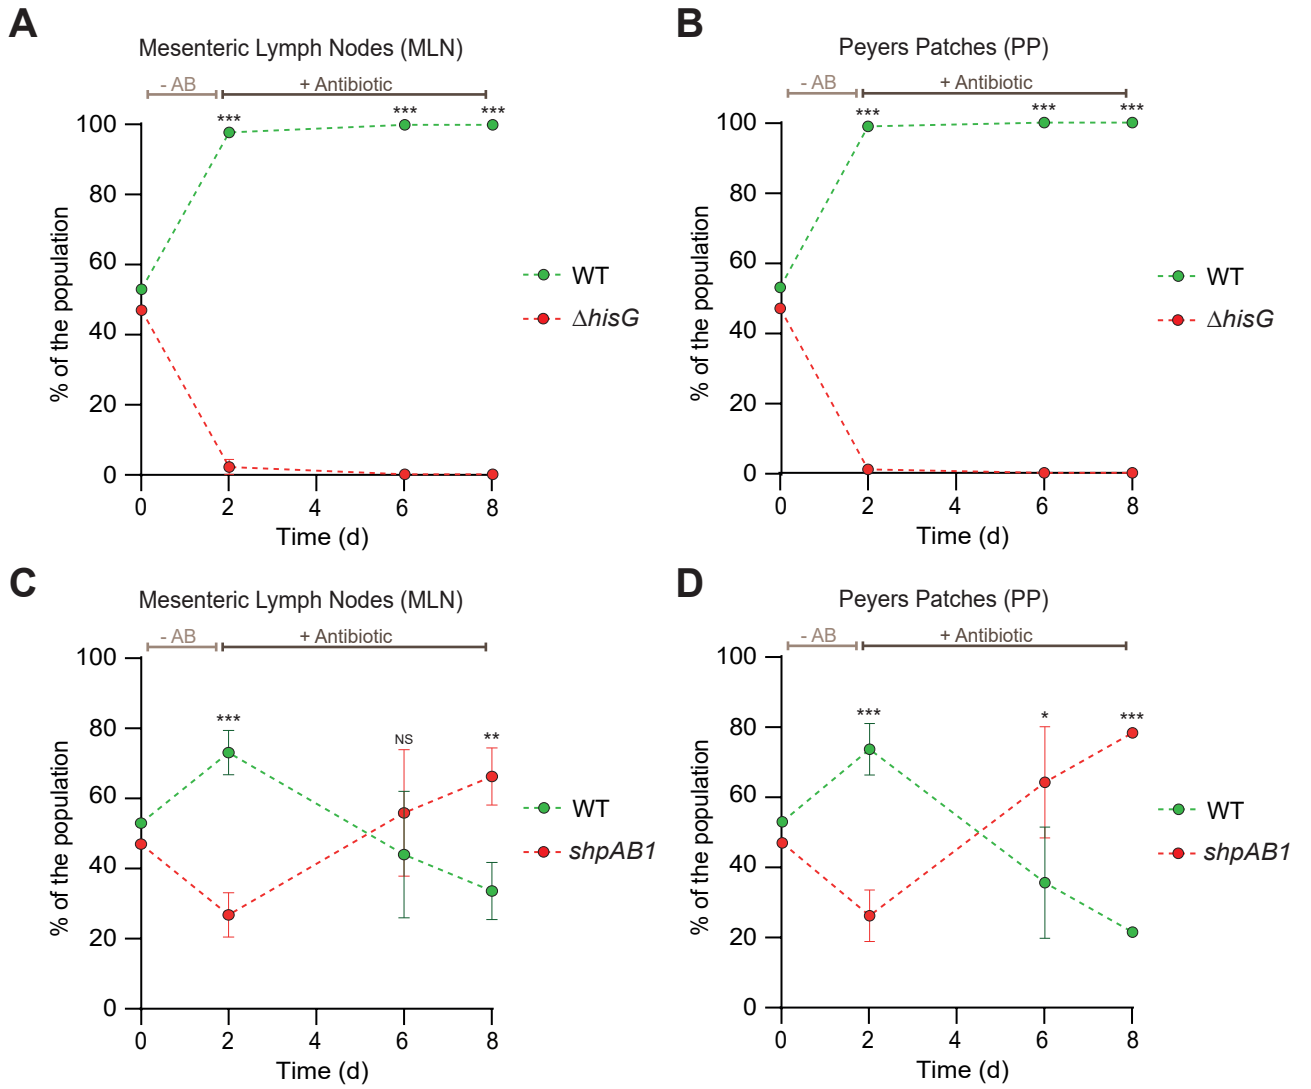 A
Mesenteric Lymph Nodes (MLN)
- AB
+ Antibiotic
***
***
***
100
80
60
40
20
0
% of the population
0
2
4
6
8
Time (d)
WT
ΔhisG
B
Peyers Patches (PP)
- AB
+ Antibiotic
***
***
***
100
80
60
40
20
0
% of the population
0
2
4
6
8
Time (d)
WT
ΔhisG
C
Mesenteric Lymph Nodes (MLN)
- AB
+ Antibiotic
***
NS
**
100
80
60
40
20
0
% of the population
0
2
4
6
8
Time (d)
WT
shpAB1
D
Peyers Patches (PP)
- AB
+ Antibiotic
***
*
***
100
80
60
40
20
0
% of the population
0
2
4
6
8
Time (d)
WT
shpAB1